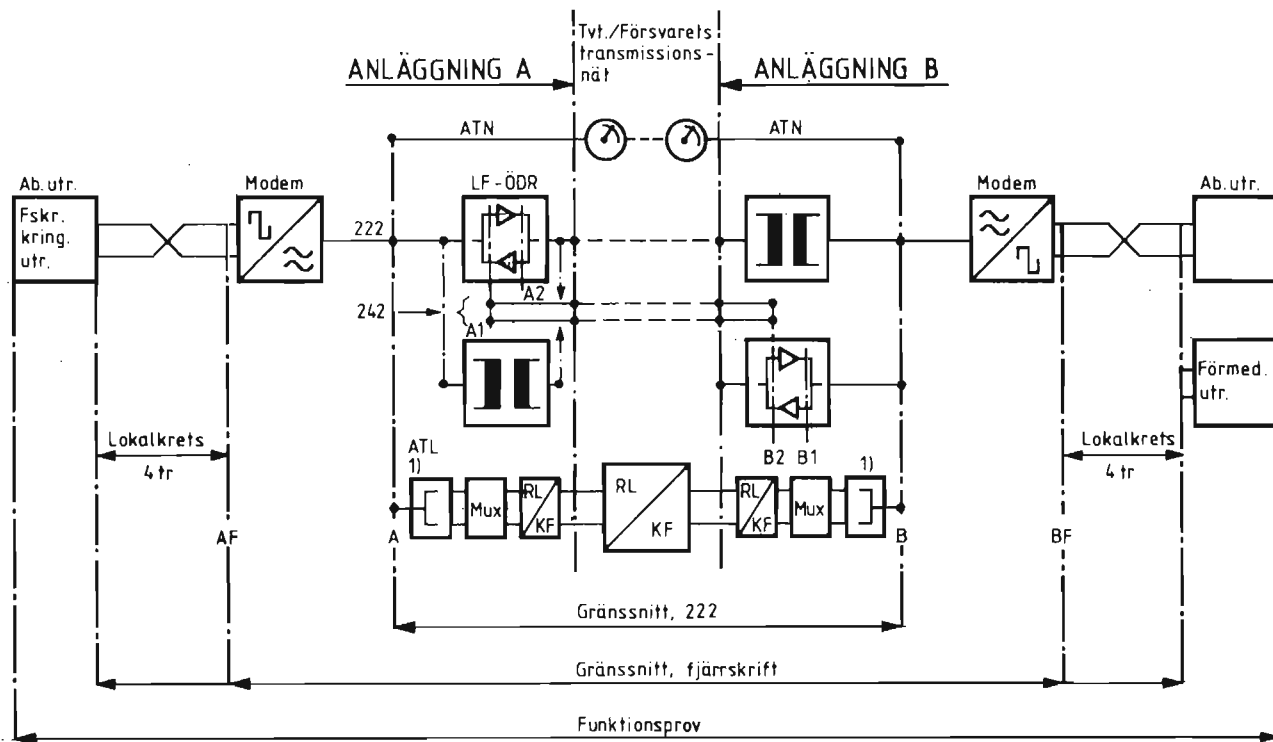 Tvt./Försvarets
transmissions-
nät
ANLÄGGNING A
ANLÄGGNING B
ATN
ATN
Ab.utr.
Modem
LF-ÖDR
Modem
Ab.utr.
Fskr.
kring.
utr.
222
A2
242
A1
Förmed.
utr.
Lokalkrets
4 tr
ATL
1)
B2 B1
1)
Lokalkrets
4 tr
Mux
RL
KF
RL
KF
RL
KF
Mux
A
B
AF
BF
Gränssnitt, 222
Gränssnitt, fjärrskrift
Funktionsprov